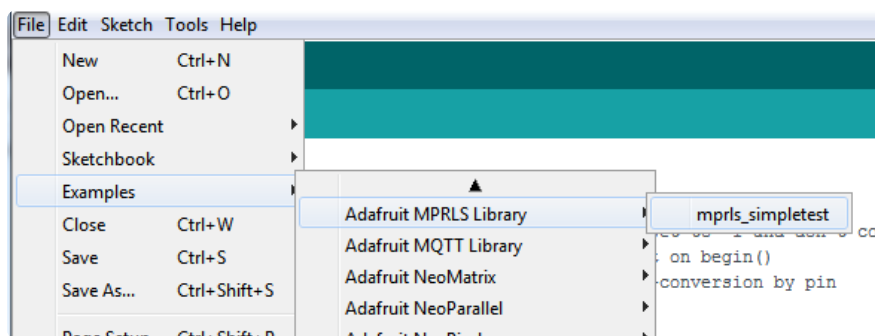 File Edit Sketch Tools Help
New Ctrl+N
Open... Ctrl+O
Open Recent
Sketchbook
Examples
Close Ctrl+W
Save Ctrl+S
Save As... Ctrl+Shift+S
Adafruit MPRLS Library
Adafruit MQTT Library
Adafruit NeoMatrix
Adafruit NeoParallel
mprls_simpletest
on begin()
conversion by pin